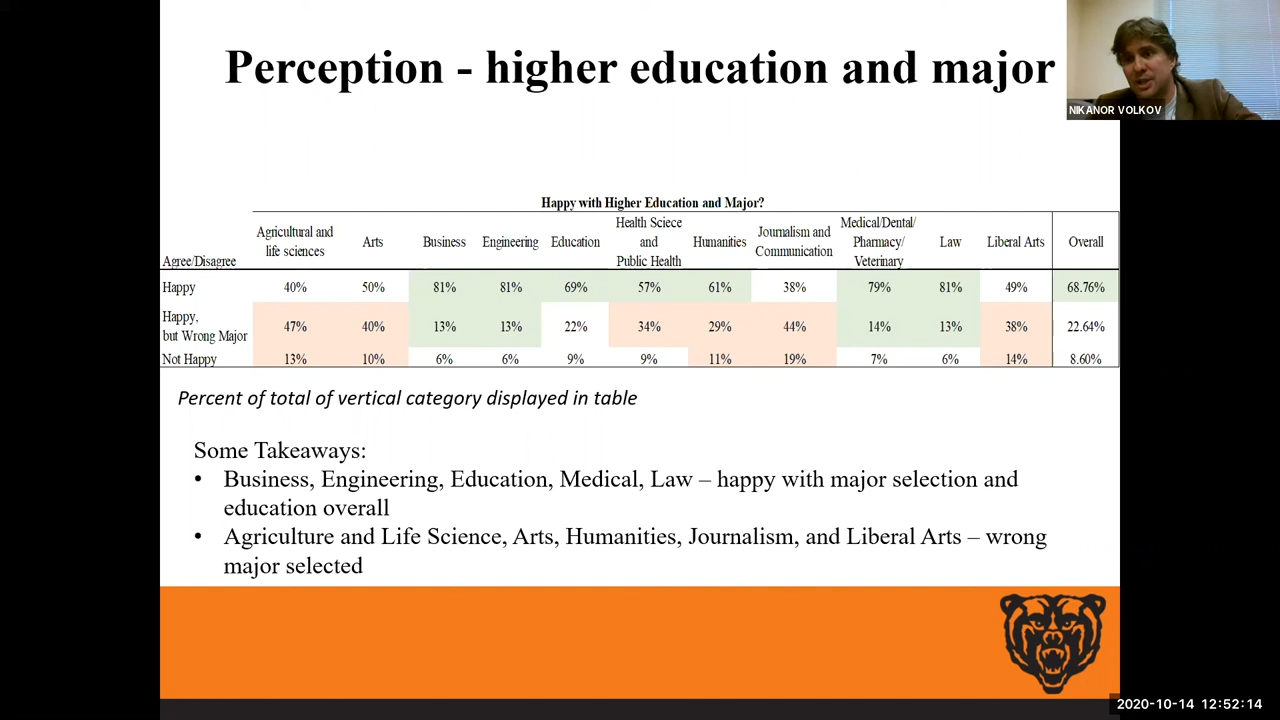 Perception - higher education and major
NIKANOR VOLKOV
Happy with Higher Education and Major?
Agree/Disagree Agricultural and life sciences Arts Business Engineering Education Health Sciece and Public Health Humanities Journalism and Communication Medical/Dental/ Pharmacy/ Veterinary Law Liberal Arts Overall
Happy 40% 50% 81% 81% 69% 57% 61% 38% 79% 81% 49% 68.76%
Happy, but Wrong Major 47% 40% 13% 13% 22% 34% 29% 44% 14% 13% 38% 22.64%
Not Happy 13% 10% 6% 6% 9% 9% 11% 19% 7% 6% 14% 8.60%
Percent of total of vertical category displayed in table
Some Takeaways:
• Business, Engineering, Education, Medical, Law – happy with major selection and
education overall
• Agriculture and Life Science, Arts, Humanities, Journalism, and Liberal Arts – wrong
major selected
2020-10-14 12:52:14